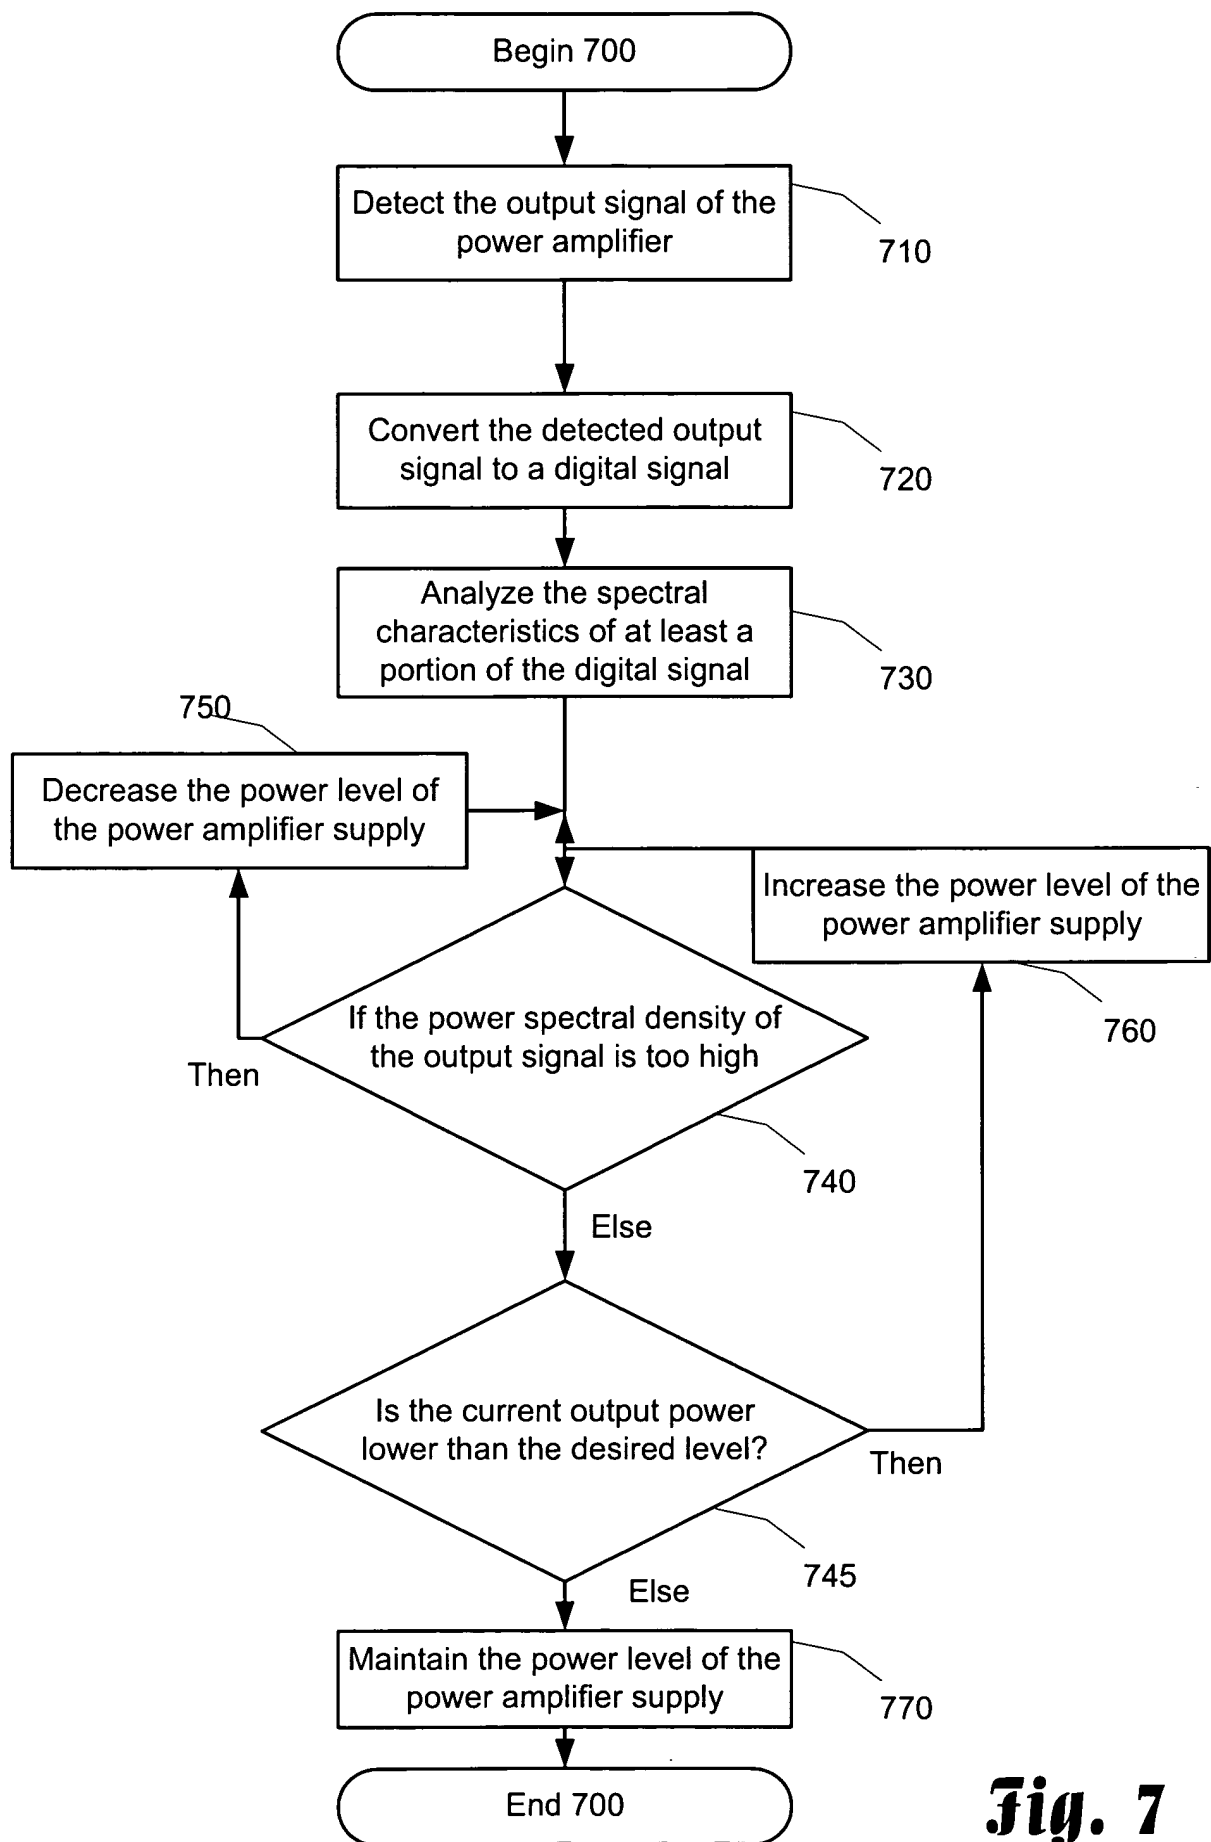 Begin 700
Detect the output signal of the
power amplifier
710
Convert the detected output
signal to a digital signal
720
Analyze the spectral
characteristics of at least a
portion of the digital signal
730
750
Decrease the power level of
the power amplifier supply
Increase the power level of the
power amplifier supply
760
If the power spectral density of
the output signal is too high
Then
740
Else
Is the current output power
lower than the desired level?
Then
745
Else
Maintain the power level of the
power amplifier supply
770
End 700
Fig. 7